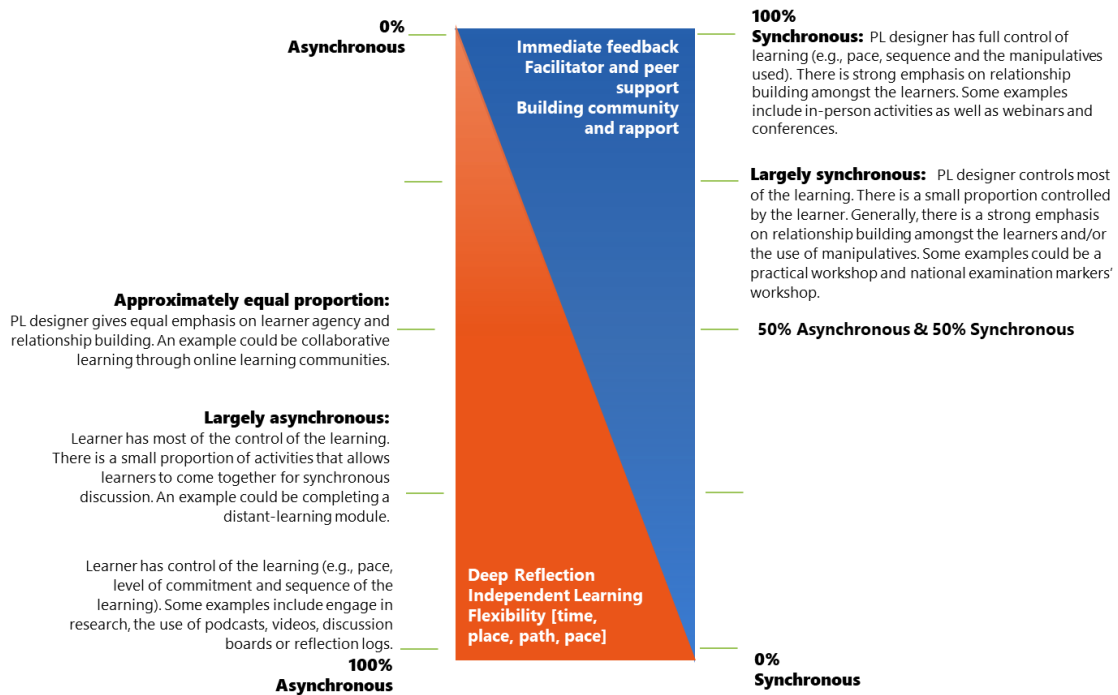 0%
Asynchronous
Immediate feedback
Facilitator and peer
support
Building community
and rapport
100%
Synchronous: PL designer has full control of
learning (e.g., pace, sequence and the manipulatives
used). There is strong emphasis on relationship
building amongst the learners. Some examples
include in-person activities as well as webinars and
conferences.
Largely synchronous: PL designer controls most
of the learning. There is a small proportion controlled
by the learner. Generally, there is a strong emphasis
on relationship building amongst the learners and/or
the use of manipulatives. Some examples could be a
practical workshop and national examination markers'
workshop.
Approximately equal proportion:
PL designer gives equal emphasis on learner agency and
relationship building. An example could be collaborative
learning through online learning communities.
50% Asynchronous & 50% Synchronous
Largely asynchronous:
Learner has most of the control of the learning.
There is a small proportion of activities that allows
learners to come together for synchronous
discussion. An example could be completing a
distant-learning module.
Learner has control of the learning (e.g., pace,
level of commitment and sequence of the
learning). Some examples include engage in
research, the use of podcasts, videos, discussion
boards or reflection logs.
100%
Asynchronous
Deep Reflection
Independent Learning
Flexibility [time,
place, path, pace]
0%
Synchronous